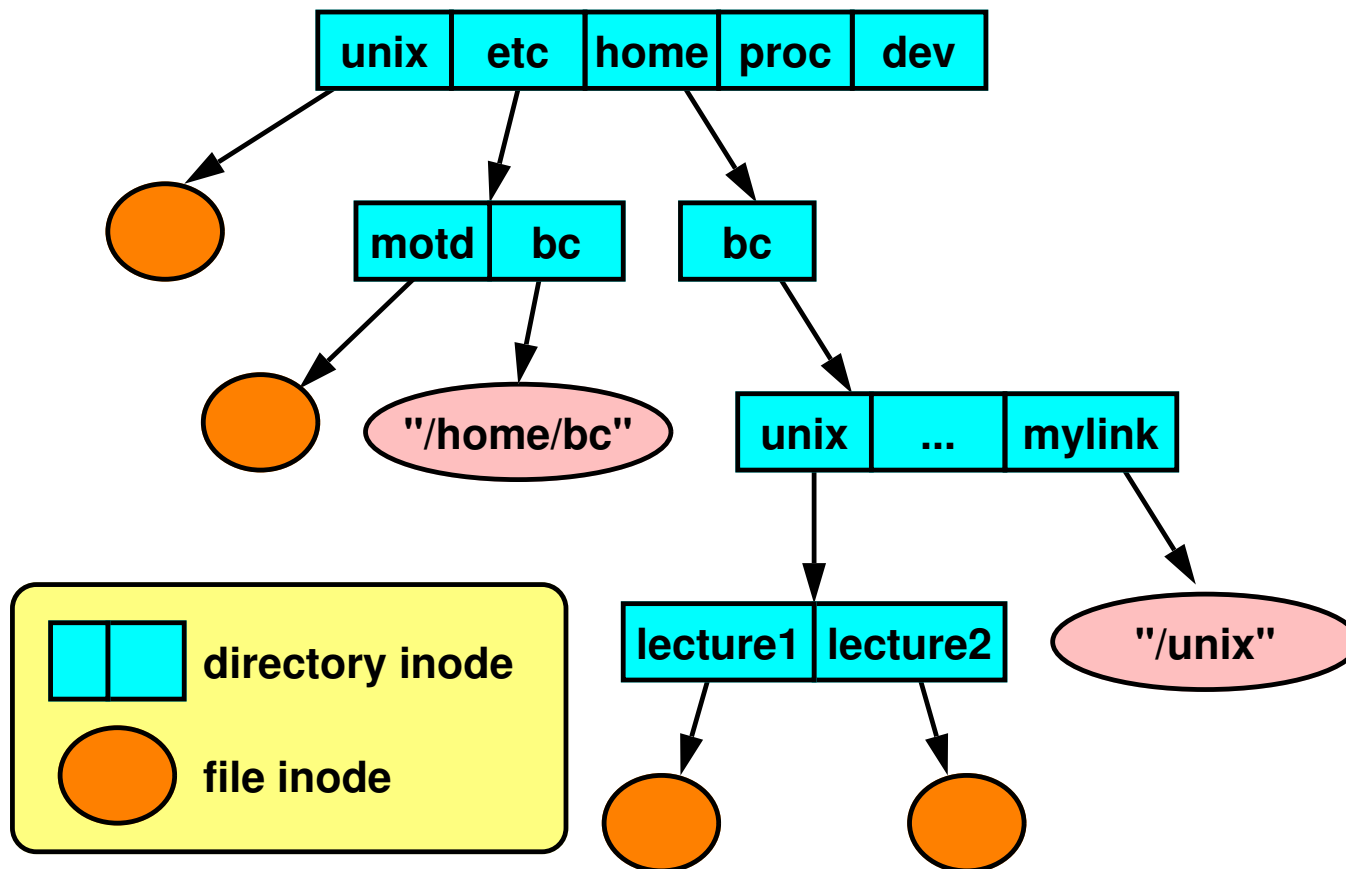 unix etc home proc dev
motd bc bc
"/home/bc" unix ... mylink
directory inode lecture1 lecture2 "/unix"
file inode